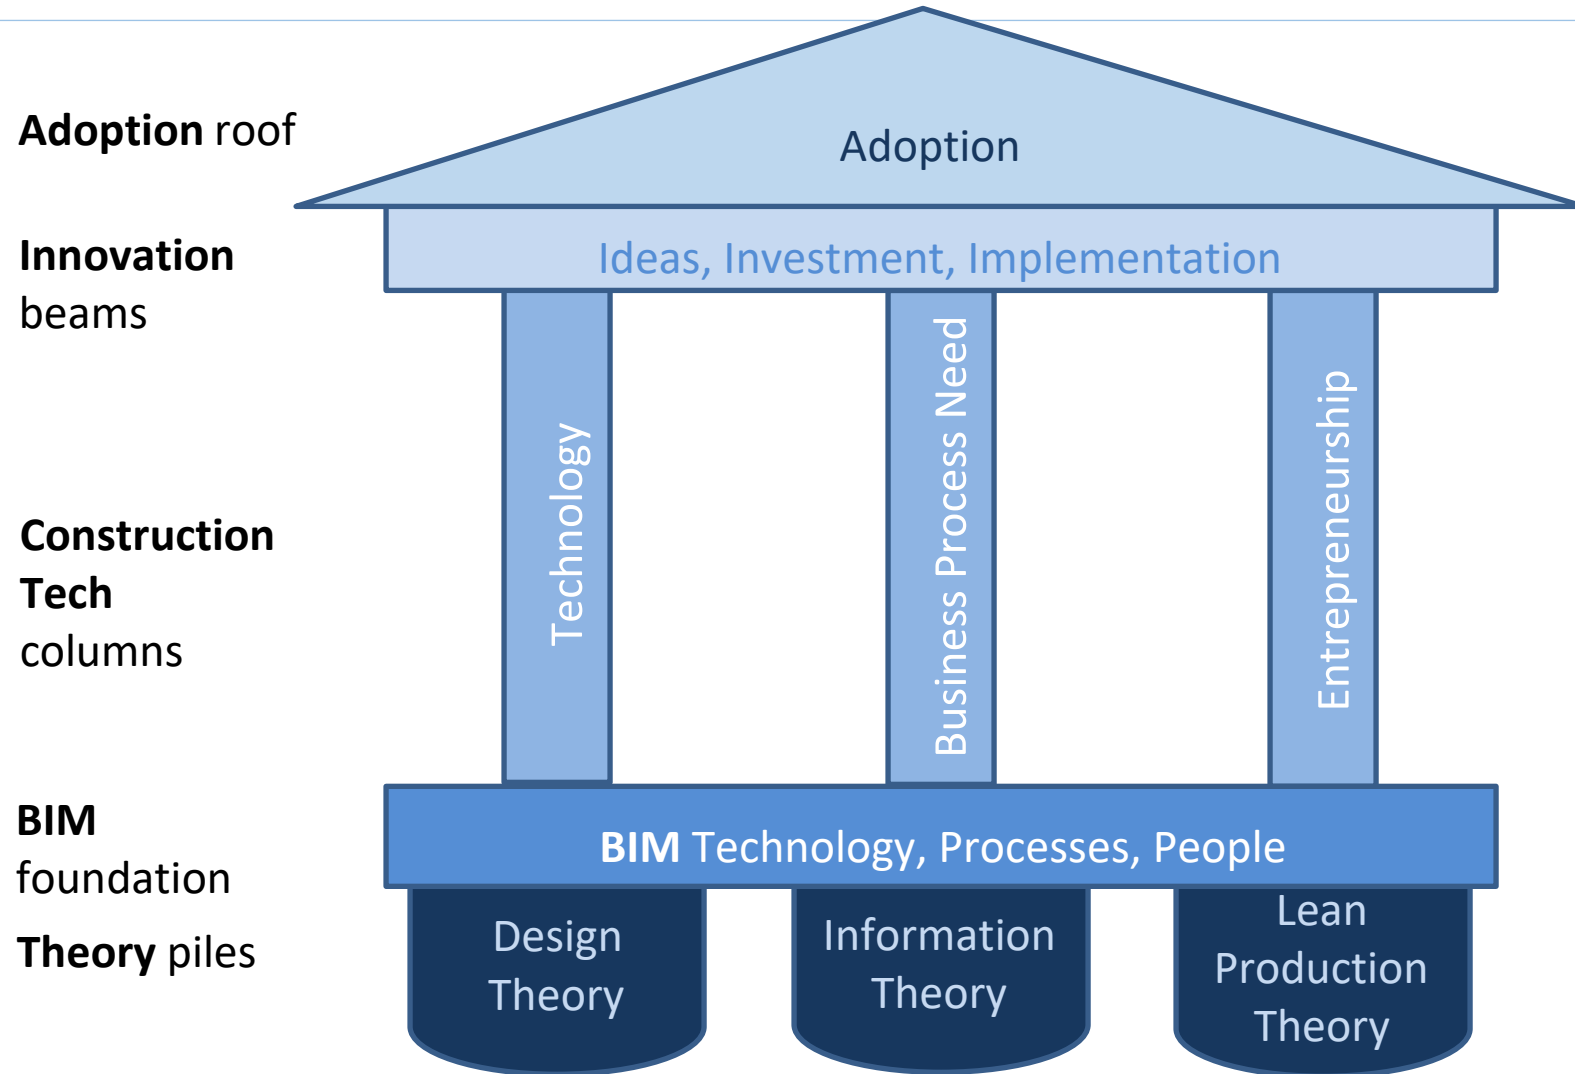 Adoption roof
Adoption
Innovation
beams
Ideas, Investment, Implementation
Construction
Tech
columns
Technology
Business Process Need
Entrepreneurship
BIM
foundation
BIM Technology, Processes, People
Theory piles
Design
Theory
Information
Theory
Lean
Production
Theory